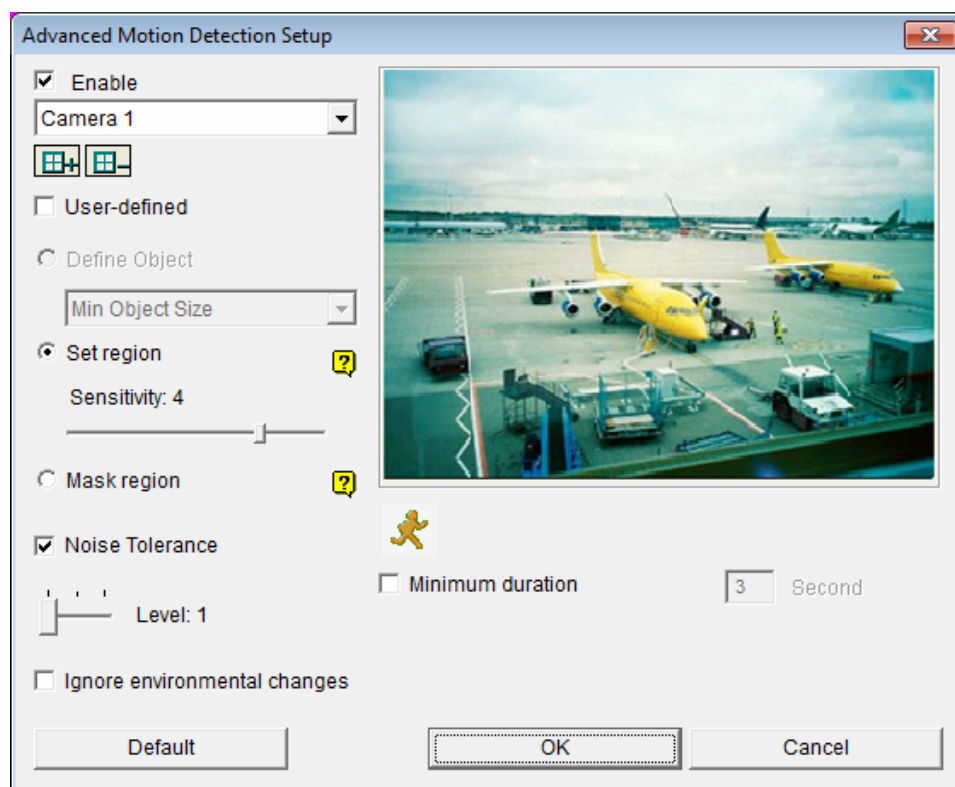 Advanced Motion Detection Setup
Enable
Camera 1
User-defined
Define Object
Min Object Size
Set region
?
Sensitivity: 4
Mask region
?
Noise Tolerance
Level: 1
Ignore environmental changes
Minimum duration
3 Second
Default
OK
Cancel